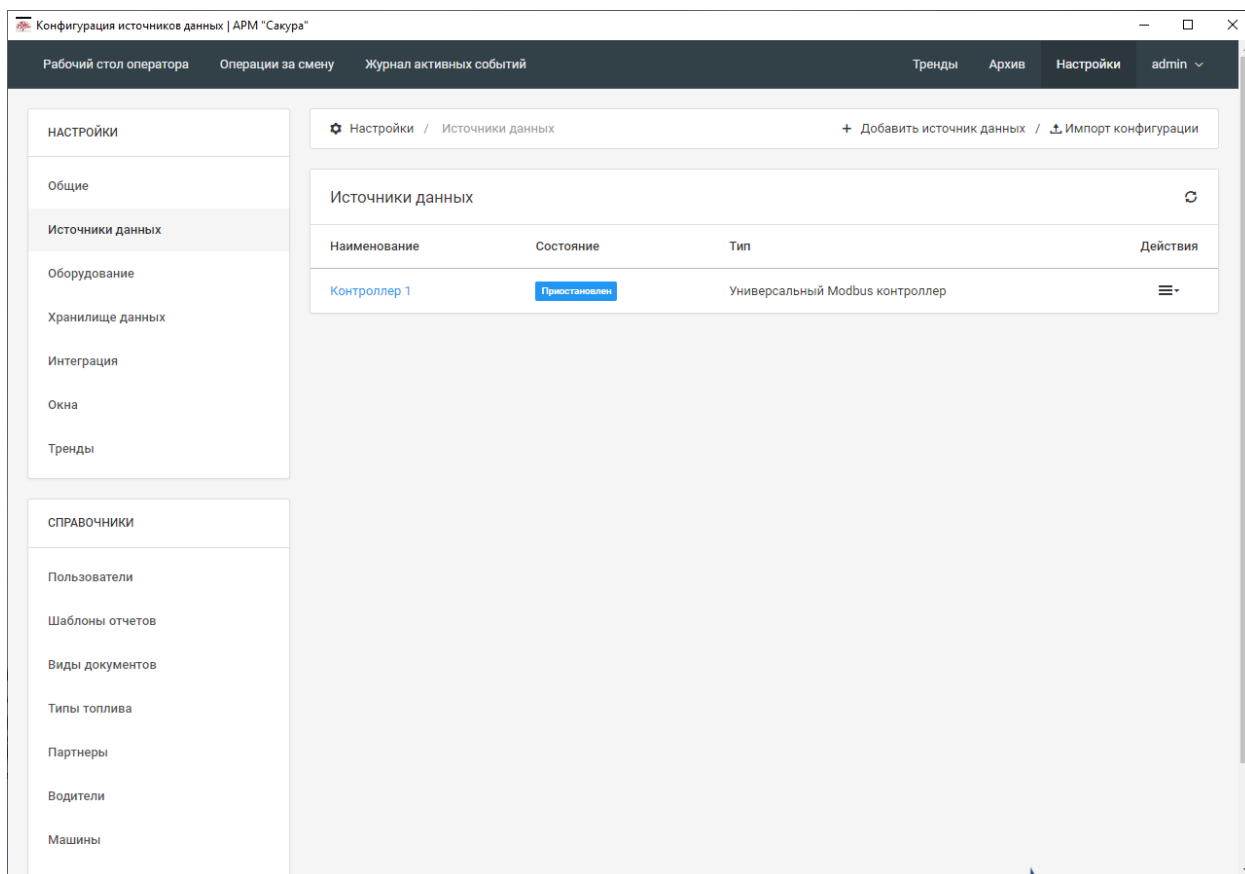 Конфигурация источников данных | АРМ "Сакура"
Рабочий стол оператора Операции за смену Журнал активных событий Тренды Архив Настройки admin
НАСТРОЙКИ
Общие
Источники данных
Оборудование
Хранилище данных
Интеграция
Окна
Тренды
СПРАВОЧНИКИ
Пользователи
Шаблоны отчетов
Виды документов
Типы топлива
Партнеры
Водители
Машины
Настройки / Источники данных + Добавить источник данных / Импорт конфигурации
Источники данных
Наименование Состояние Тип Действия
Контроллер 1 Приостановлен Универсальный Modbus контроллер